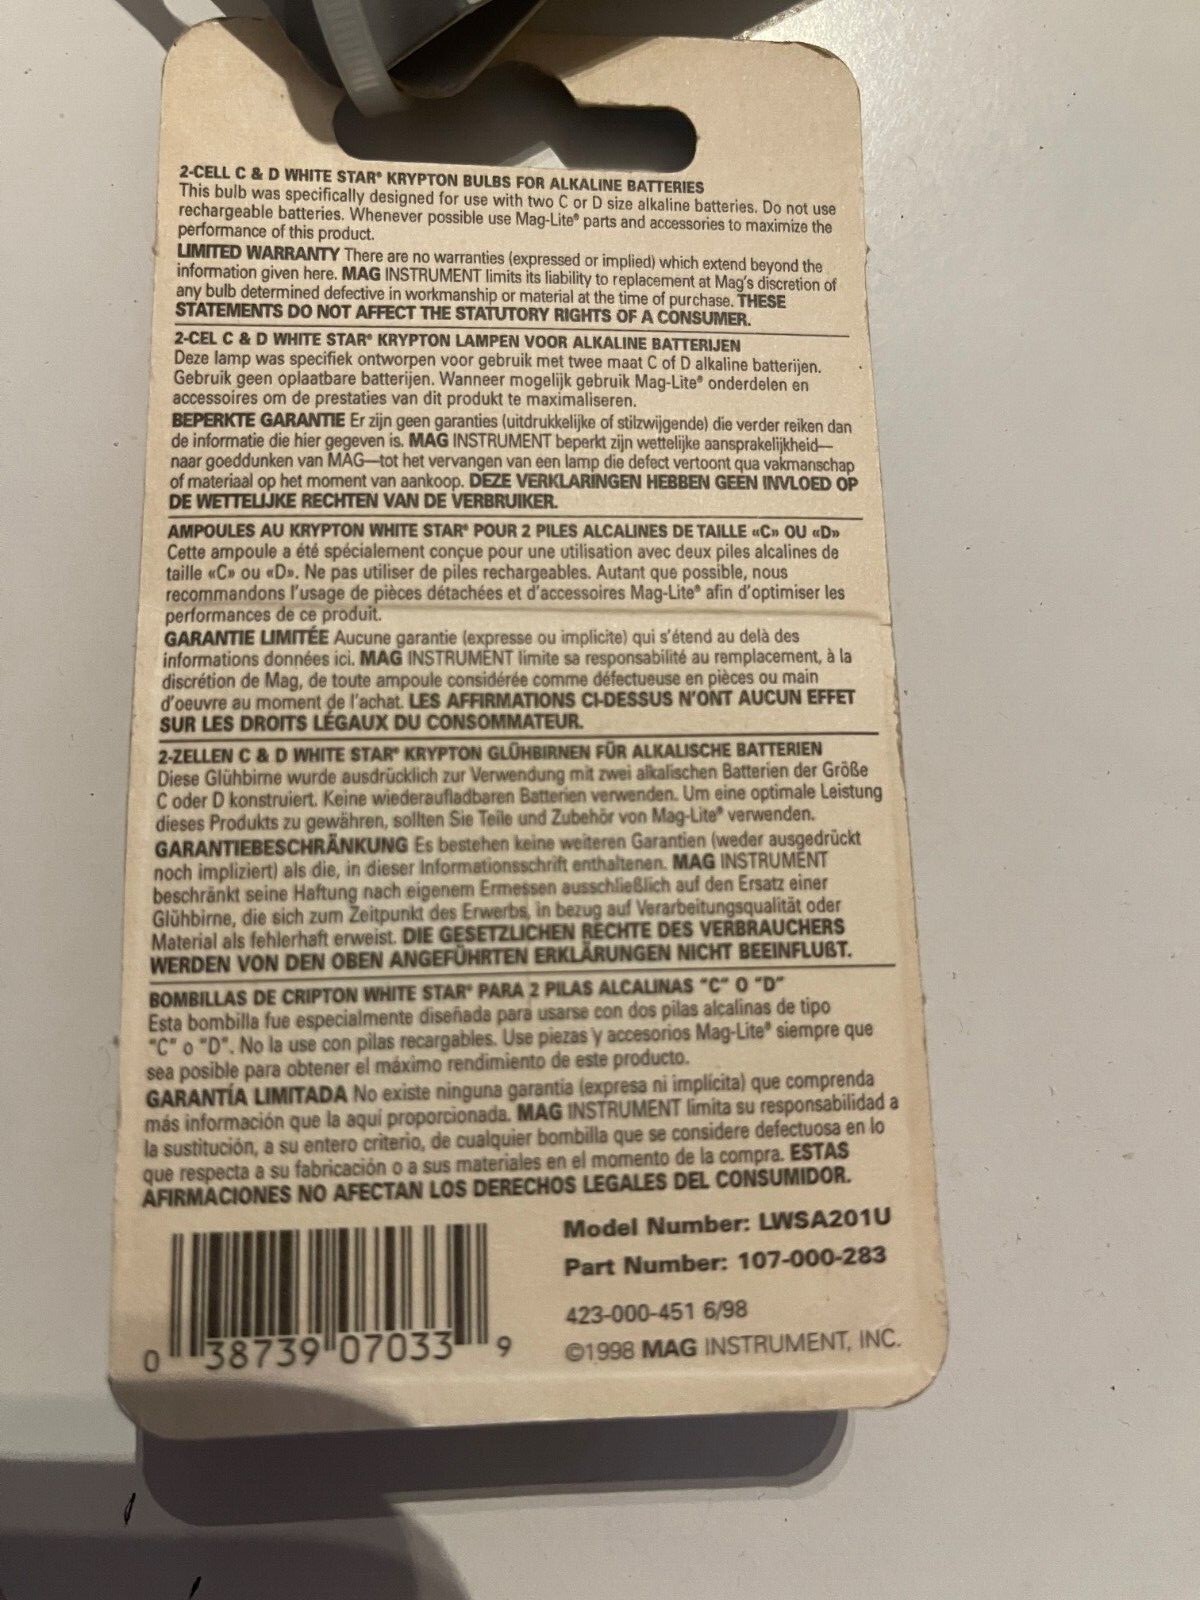 2-CELL C & D WHITE STAR® KRYPTON BULBS FOR ALKALINE BATTERIES
This bulb was specifically designed for use with two C or D size alkaline batteries. Do not use
rechargeable batteries. Whenever possible use Mag-Lite® parts and accessories to maximize the
performance of this product.
LIMITED WARRANTY There are no warranties (expressed or implied) which extend beyond the
information given here. MAG INSTRUMENT limits its liability to replacement at Mag's discretion of
any bulb determined defective in workmanship or material at the time of purchase. THESE
STATEMENTS DO NOT AFFECT THE STATUTORY RIGHTS OF A CONSUMER.
2-CEL C & D WHITE STAR® KRYPTON LAMPEN VOOR ALKALINE BATTERIJEN
Deze lamp was specifiek ontworpen voor gebruik met twee maat C of D alkaline batterijen.
Gebruik geen oplaatbare batterijen. Wanneer mogelijk gebruik Mag-Lite® onderdelen en
accessoires om de prestaties van dit produkt te maximaliseren.
BEPERKTE GARANTIE Er zijn geen garanties (uitdrukkelijke of stilzwijgende) die verder reiken dan
de informatie die hier gegeven is. MAG INSTRUMENT beperkt zijn wettelijke aansprakelijkheid—
naar goeddunken van MAG—tot het vervangen van een lamp die defect vertoont qua vakmanschap
of materiaal op het moment van aankoop. DEZE VERKLARINGEN HEBBEN GEEN INVLOED OP
DE WETTELIJKE RECHTEN VAN DE VERBRUIKER.
AMPOULES AU KRYPTON WHITE STAR® POUR 2 PILES ALCALINES DE TAILLE «C» OU «D»
Cette ampoule a été spécialement conçue pour une utilisation avec deux piles alcalines de
taille «C» ou «D». Ne pas utiliser de piles rechargeables. Autant que possible, nous
recommandons l'usage de pièces détachées et d'accessoires Mag-Lite® afin d'optimiser les
performances de ce produit.
GARANTIE LIMITÉE Aucune garantie (expresse ou implicite) qui s'étend au delà des
informations données ici. MAG INSTRUMENT limite sa responsabilité au remplacement, à la
discrétion de Mag, de toute ampoule considérée comme défectueuse en pièces ou main
d'oeuvre au moment de l'achat. LES AFFIRMATIONS CI-DESSUS N'ONT AUCUN EFFET
SUR LES DROITS LÉGAUX DU CONSOMMATEUR.
2-ZELLEN C & D WHITE STAR® KRYPTON GLÜHBIRNEN FÜR ALKALISCHE BATTERIEN
Diese Glühbirne wurde ausdrücklich zur Verwendung mit zwei alkalischen Batterien der Größe
C oder D konstruiert. Keine wiederaufladbaren Batterien verwenden. Um eine optimale Leistung
dieses Produkts zu gewähren, sollten Sie Teile und Zubehör von Mag-Lite® verwenden.
GARANTIEBESCHRÄNKUNG Es bestehen keine weiteren Garantien (weder ausgedrückt
noch impliziert) als die, in dieser Informationsschrift enthaltenen. MAG INSTRUMENT
beschränkt seine Haftung nach eigenem Ermessen ausschließlich auf den Ersatz einer
Glühbirne, die sich zum Zeitpunkt des Erwerbs, in bezug auf Verarbeitungsqualität oder
Material als fehlerhaft erweist. DIE GESETZLICHEN RECHTE DES VERBRAUCHERS
WERDEN VON DEN OBEN ANGEFÜHRTEN ERKLÄRUNGEN NICHT BEEINFLUßT.
BOMBILLAS DE CRIPTON WHITE STAR® PARA 2 PILAS ALCALINAS "C" O "D"
Esta bombilla fue especialmente diseñada para usarse con dos pilas alcalinas de tipo
"C" o "D". No la use con pilas recargables. Use piezas y accesorios Mag-Lite® siempre que
sea posible para obtener el máximo rendimiento de este producto.
GARANTÍA LIMITADA No existe ninguna garantía (expresa ni implícita) que comprenda
más información que la aquí proporcionada. MAG INSTRUMENT limita su responsabilidad a
la sustitución, a su entero criterio, de cualquier bombilla que se considere defectuosa en lo
que respecta a su fabricación o a sus materiales en el momento de la compra. ESTAS
AFIRMACIONES NO AFECTAN LOS DERECHOS LEGALES DEL CONSUMIDOR.
Model Number: LWSA201U
Part Number: 107-000-283
423-000-451 6/98
©1998 MAG INSTRUMENT, INC.
0 38739 07033 9